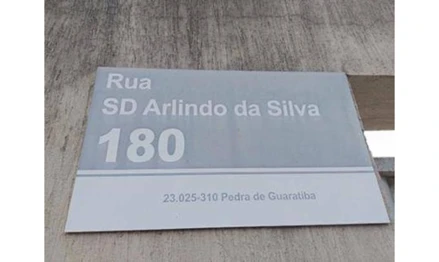 Rua
SD Arlindo da Silva
180
23.025-310 Pedra de Guaratiba